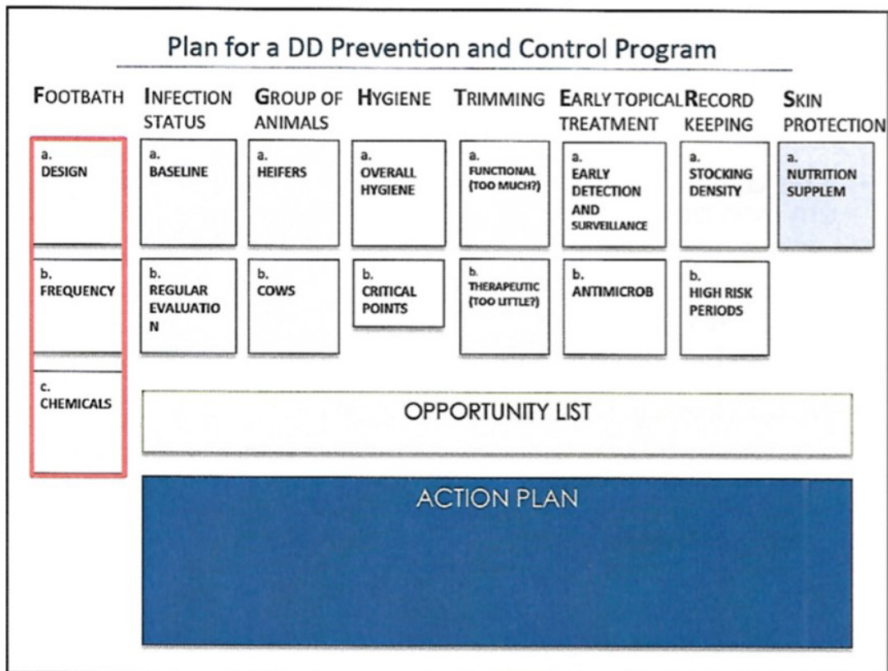 Plan for a DD Prevention and Control Program
FOOTBATH
INFECTION
STATUS
GROUP OF
ANIMALS
HYGIENE
TRIMMING
EARLY TOPICAL
TREATMENT
RECORD
KEEPING
SKIN
PROTECTION
a.
DESIGN
a.
BASELINE
a.
HEIFERS
a.
OVERALL
HYGIENE
a.
FUNCTIONAL
(TOO MUCH?)
a.
EARLY
DETECTION
AND
SURVEILLANCE
a.
STOCKING
DENSITY
a.
NUTRITION
SUPPLEM
b.
FREQUENCY
b.
REGULAR
EVALUATIO
N
b.
COWS
b.
CRITICAL
POINTS
b.
THERAPEUTIC
(TOO LITTLE?)
b.
ANTIMICROB
b.
HIGH RISK
PERIODS
c.
CHEMICALS
OPPORTUNITY LIST
ACTION PLAN